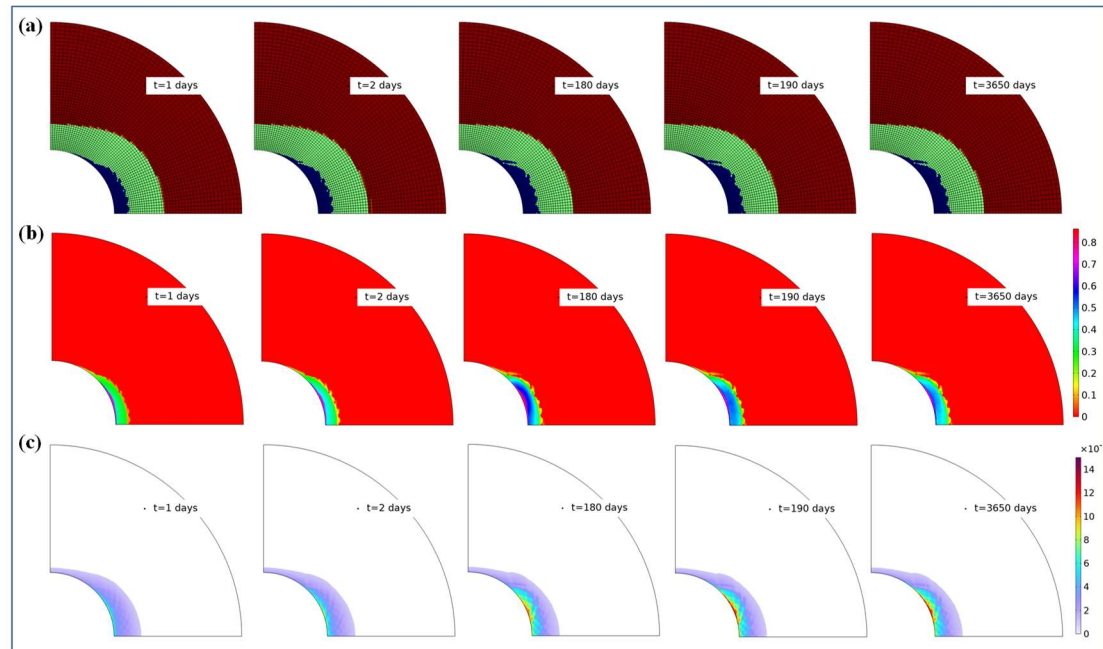 (a)
t=1 days
t=2 days
t=180 days
t=190 days
t=3650 days
(b)
t=1 days
t=2 days
t=180 days
t=190 days
t=3650 days
0.8
0.7
0.6
0.5
0.4
0.3
0.2
0.1
0
(c)
t=1 days
t=2 days
t=180 days
t=190 days
t=3650 days
×10⁻
14
12
10
8
6
4
2
0